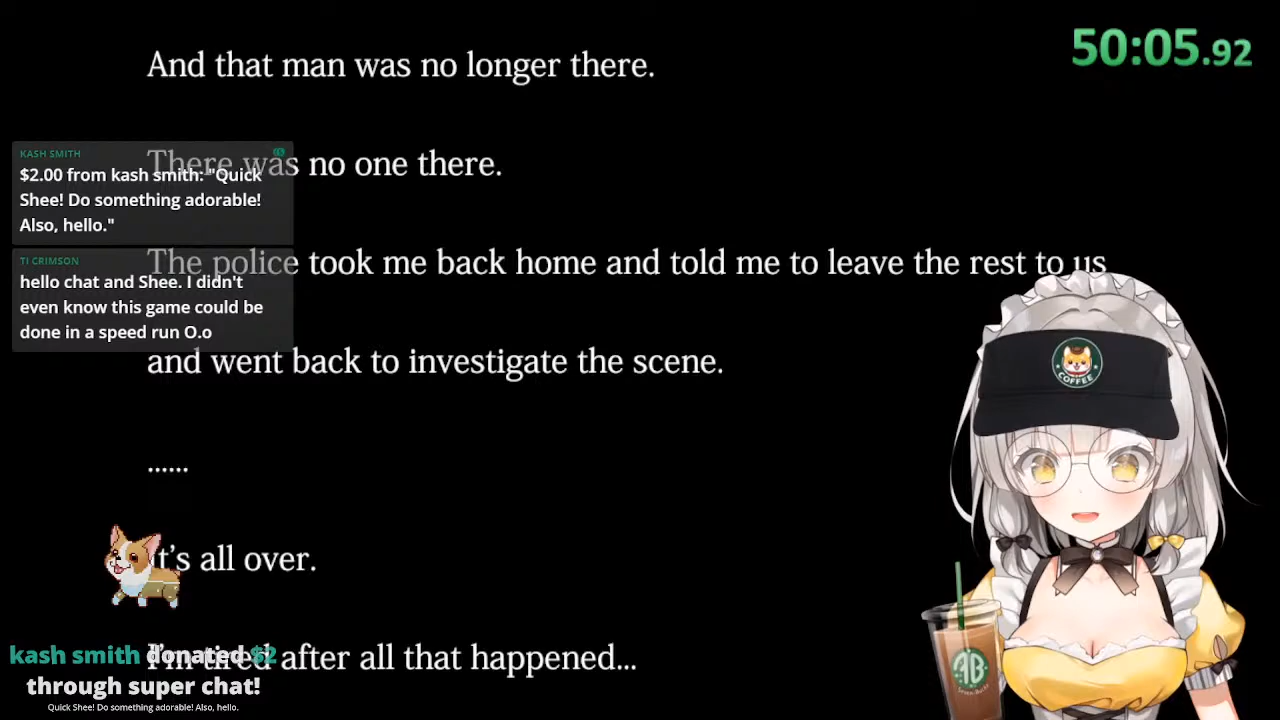 And that man was no longer there.
50:05.92
There was no one there.
KASH SMITH
$2.00 from kash smith: "Quick
Shee! Do something adorable!
Also, hello."
The police took me back home and told me to leave the rest to us
TI CRIMSON
hello chat and Shee. I didn't
even know this game could be
done in a speed run O.o
and went back to investigate the scene.
......
It's all over.
I'm tired after all that happened...
kash smith donated $2
through super chat!
Quick Shee! Do something adorable! Also, hello.
COFFEE